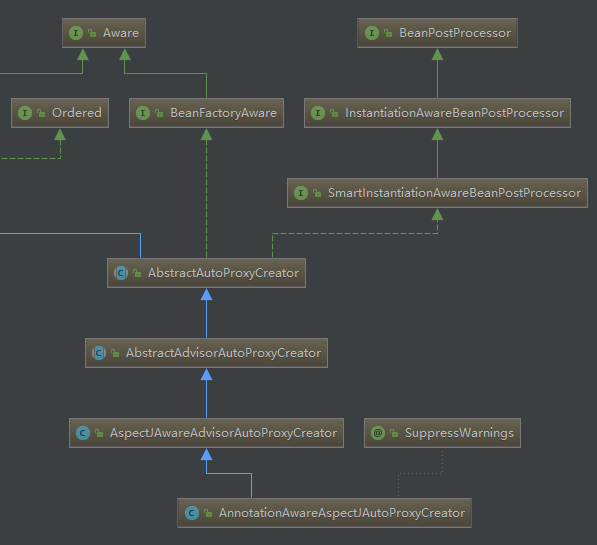 Aware
BeanPostProcessor
Ordered
BeanFactoryAware
InstantiationAwareBeanPostProcessor
SmartInstantiationAwareBeanPostProcessor
AbstractAutoProxyCreator
AbstractAdvisorAutoProxyCreator
AspectJAwareAdvisorAutoProxyCreator
SuppressWarnings
AnnotationAwareAspectJAutoProxyCreator